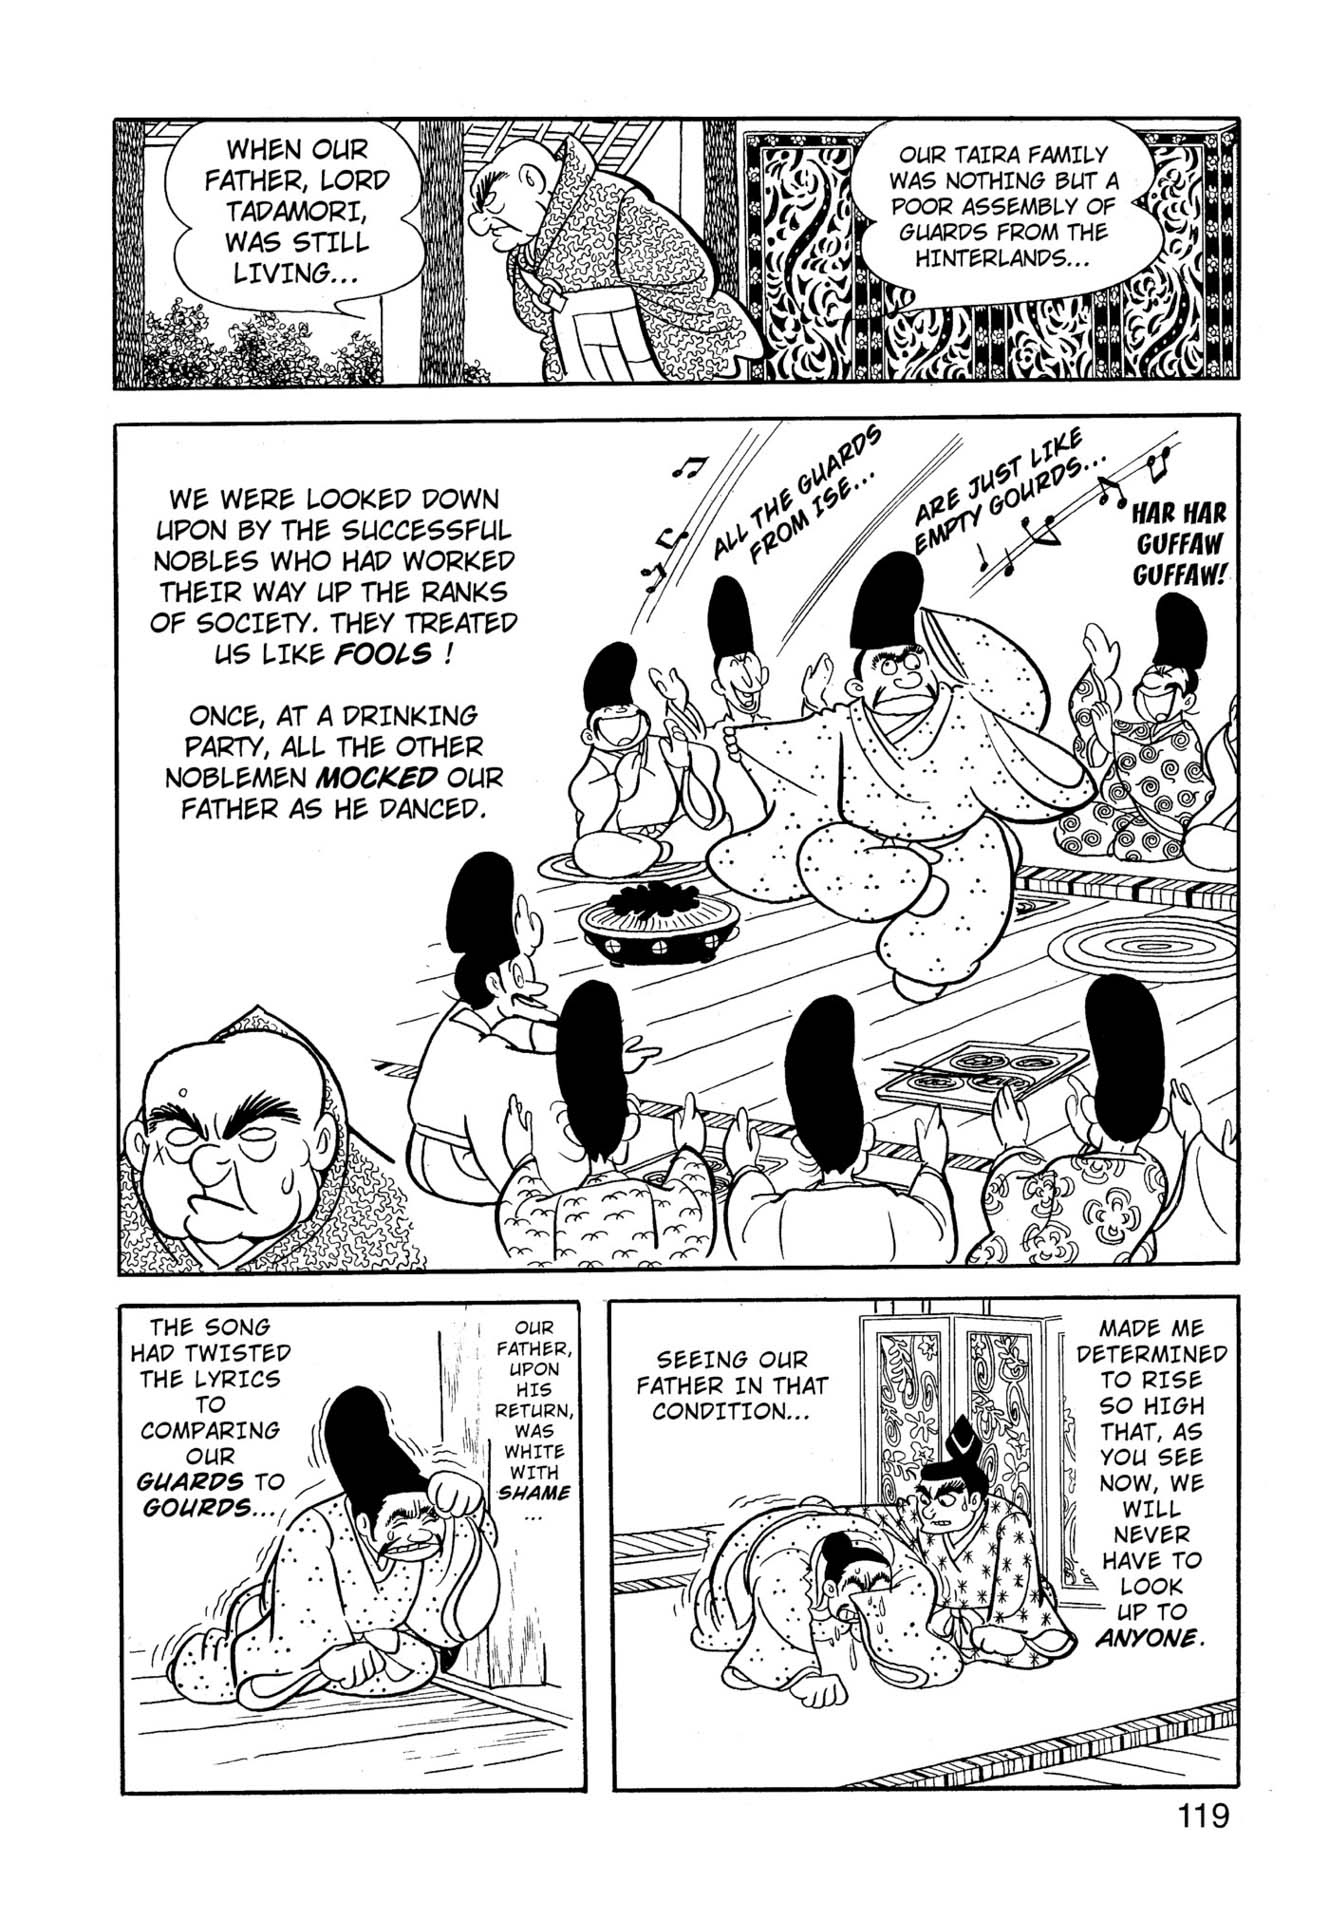 WHEN OUR
FATHER, LORD
TADAMORI,
WAS STILL
LIVING...
OUR TAIRA FAMILY
WAS NOTHING BUT A
POOR ASSEMBLY OF
GUARDS FROM THE
HINTERLANDS...
WE WERE LOOKED DOWN
UPON BY THE SUCCESSFUL
NOBLES WHO HAD WORKED
THEIR WAY UP THE RANKS
OF SOCIETY. THEY TREATED
US LIKE FOOLS !
ONCE, AT A DRINKING
PARTY, ALL THE OTHER
NOBLEMEN MOCKED OUR
FATHER AS HE DANCED.
ALL THE GUARDS
FROM ISE...
ARE JUST LIKE
EMPTY GOURDS...
HAR HAR
GUFFAW
GUFFAW!
THE SONG
HAD TWISTED
THE LYRICS
TO
COMPARING
OUR
GUARDS TO
GOURDS...
OUR
FATHER,
UPON
HIS
RETURN,
WAS
WHITE
WITH
SHAME
...
SEEING OUR
FATHER IN THAT
CONDITION...
MADE ME
DETERMINED
TO RISE
SO HIGH
THAT, AS
YOU SEE
NOW, WE
WILL
NEVER
HAVE TO
LOOK
UP TO
ANYONE.
119